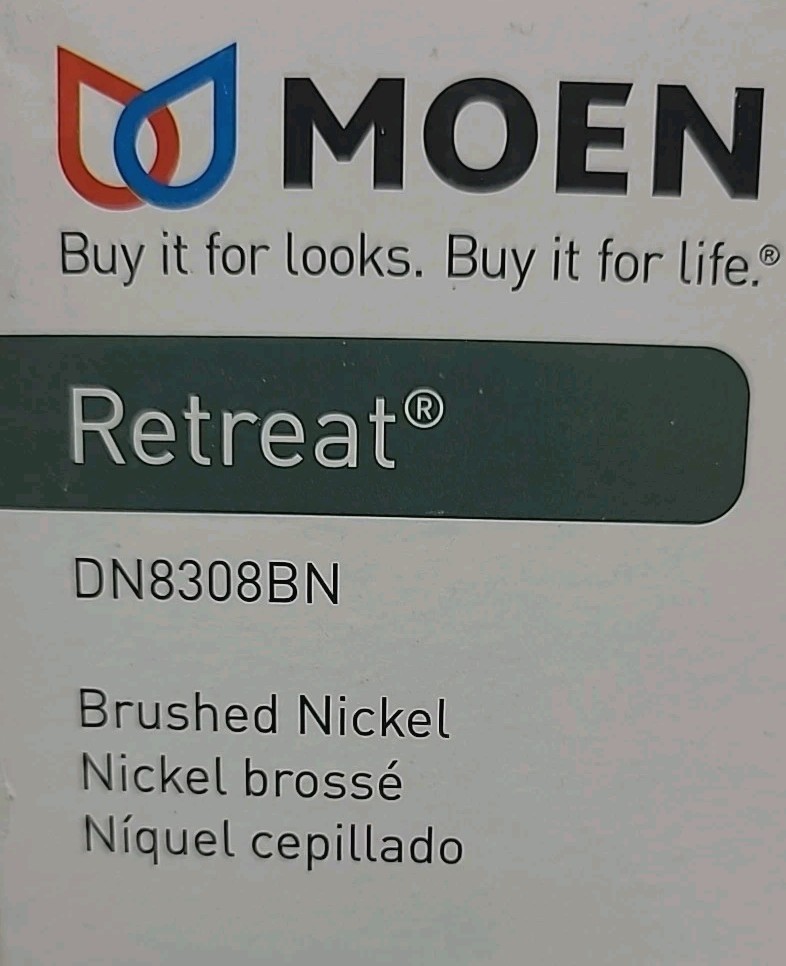 MOEN
Buy it for looks. Buy it for life.®
Retreat®
DN8308BN
Brushed Nickel
Nickel brossé
Níquel cepillado